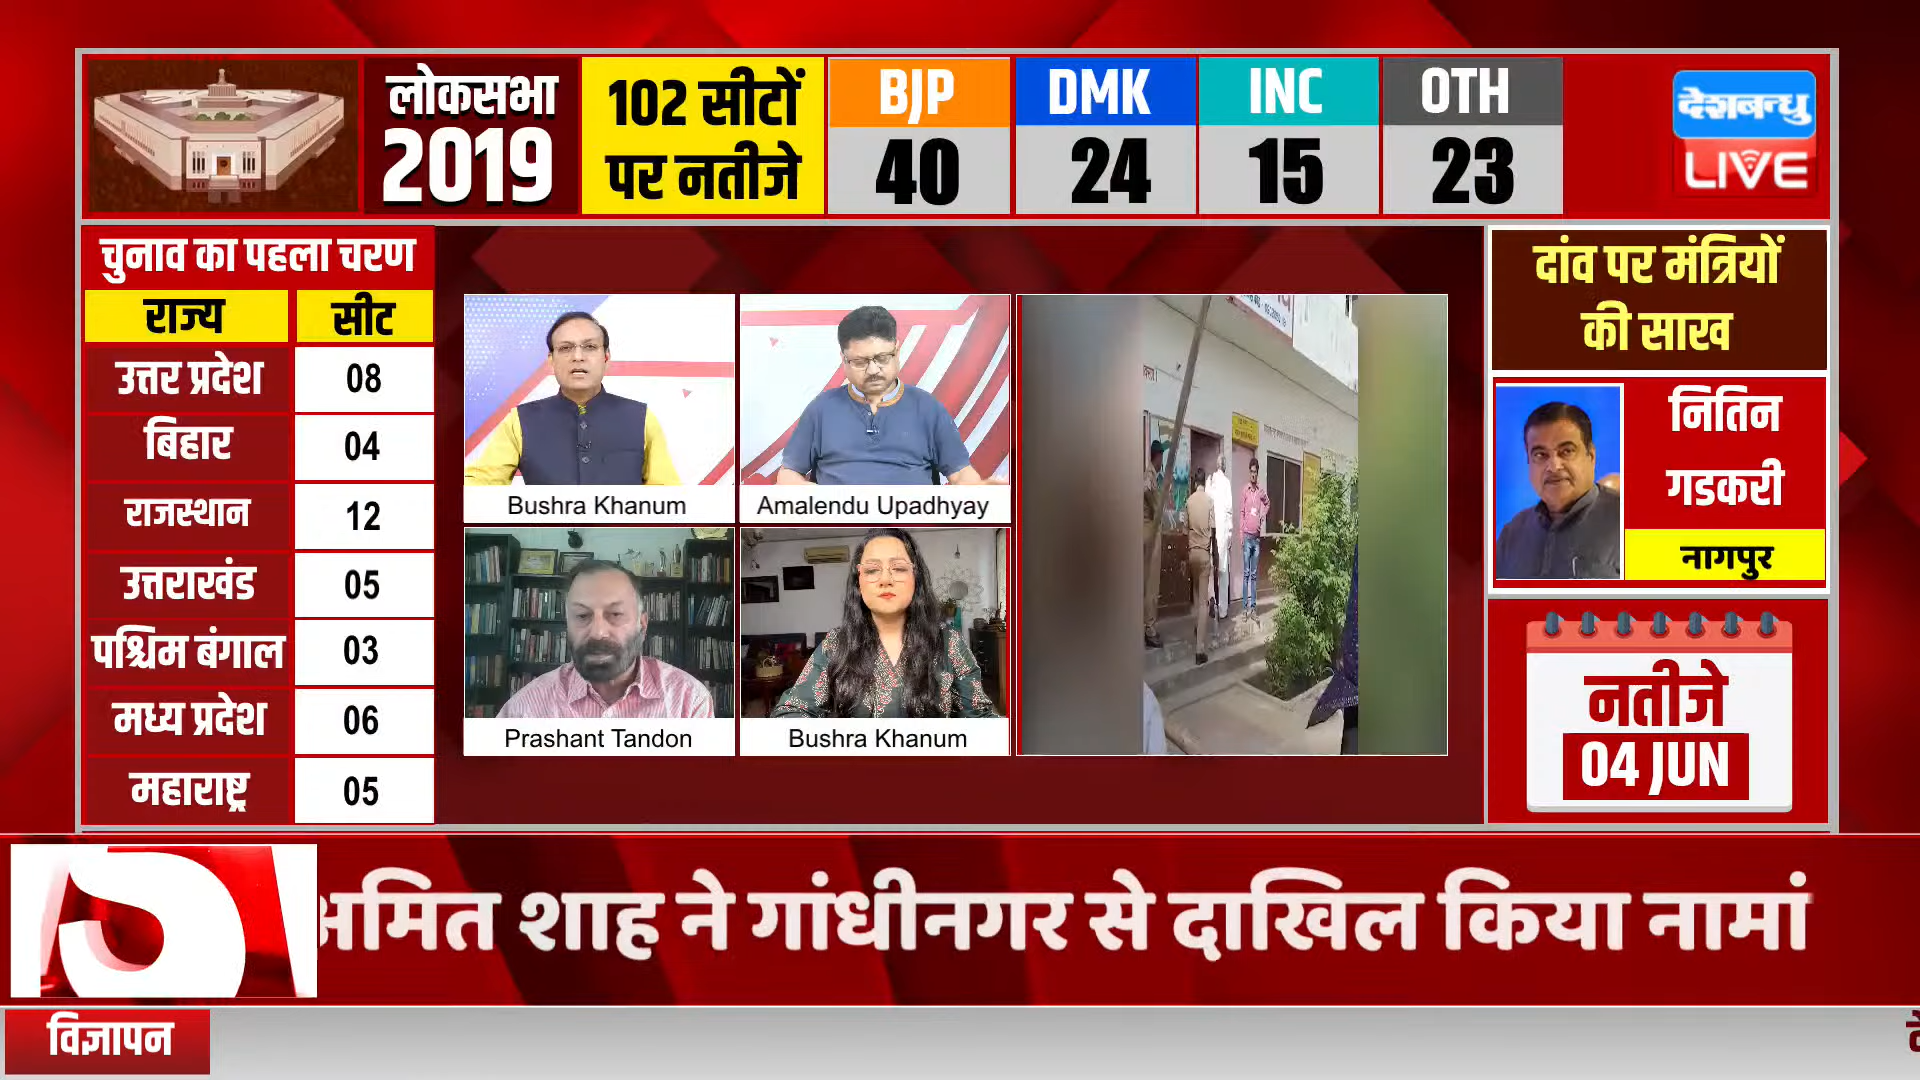 लोकसभा
2019
102 सीटों
पर नतीजे
BJP
40
DMK
24
INC
15
OTH
23
देशबन्धु
LIVE
चुनाव का पहला चरण
राज्य सीट
उत्तर प्रदेश 08
बिहार 04
राजस्थान 12
उत्तराखंड 05
पश्चिम बंगाल 03
मध्य प्रदेश 06
महाराष्ट्र 05
Bushra Khanum
Amalendu Upadhyay
Prashant Tandon
Bushra Khanum
दांव पर मंत्रियों
की साख
नितिन
गडकरी
नागपुर
नतीजे
04 JUN
अमित शाह ने गांधीनगर से दाखिल किया नामां
विज्ञापन